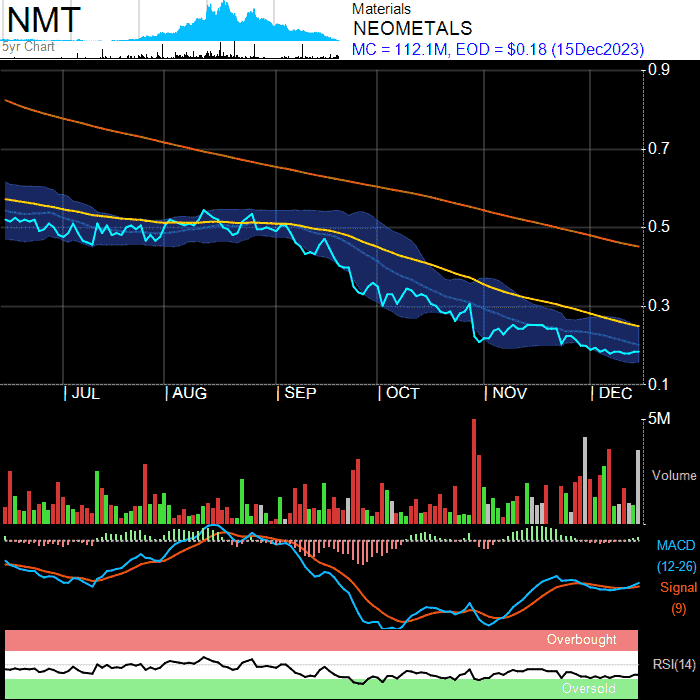 NMT
5yr Chart
Materials
NEOMETALS
MC = 112.1M, EOD = $0.18 (15Dec2023)
0.9
0.7
0.5
0.3
0.1
| JUL | AUG | SEP | OCT | NOV | DEC
5M
Volume
MACD
(12-26)
Signal
(9)
Overbought
RSI(14)
Oversold